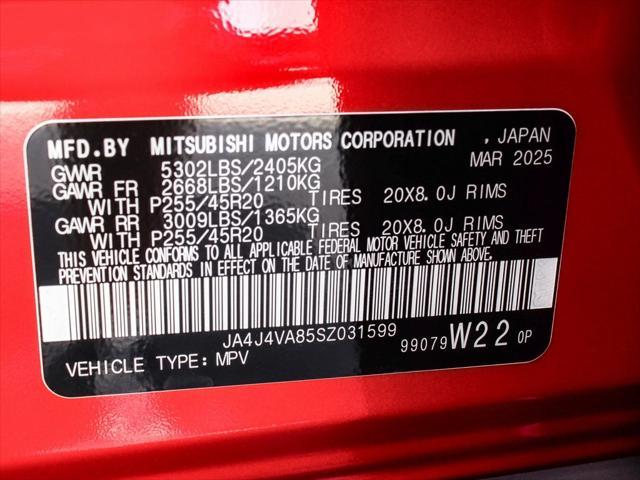 MFD.BY MITSUBISHI MOTORS CORPORATION , JAPAN
GVWR 5302LBS/2405KG MAR 2025
GAWR FR 2668LBS/1210KG
WITH P255/45R20 TIRES 20X8.0J RIMS
GAWR RR 3009LBS/1365KG
WITH P255/45R20 TIRES 20X8.0J RIMS
THIS VEHICLE CONFORMS TO ALL APPLICABLE FEDERAL MOTOR VEHICLE SAFETY AND THEFT
PREVENTION STANDARDS IN EFFECT ON THE DATE OF MANUFACTURE SHOWN ABOVE.
JA4J4VA85SZ031599
VEHICLE TYPE: MPV 99079 W22 0P